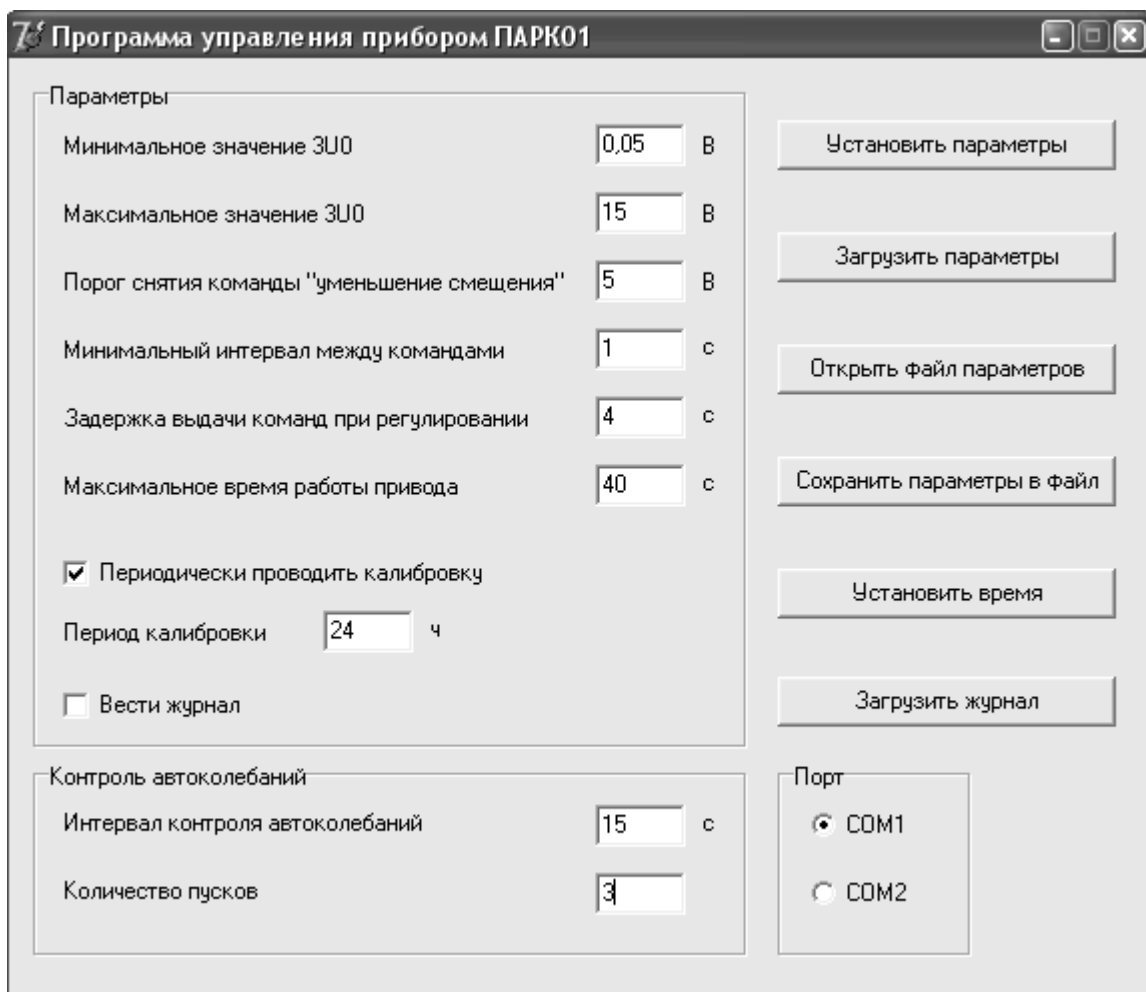 Программа управления прибором ПАРК01
Параметры
Минимальное значение 3U0 0,05 В
Максимальное значение 3U0 15 В
Порог снятия команды "уменьшение смещения" 5 В
Минимальный интервал между командами 1 с
Задержка выдачи команд при регулировании 4 с
Максимальное время работы привода 40 с
Периодически проводить калибровку
Период калибровки 24 ч
Вести журнал
Установить параметры
Загрузить параметры
Открыть файл параметров
Сохранить параметры в файл
Установить время
Загрузить журнал
Контроль автоколебаний
Интервал контроля автоколебаний 15 с
Количество пусков 3
Порт
COM1
COM2